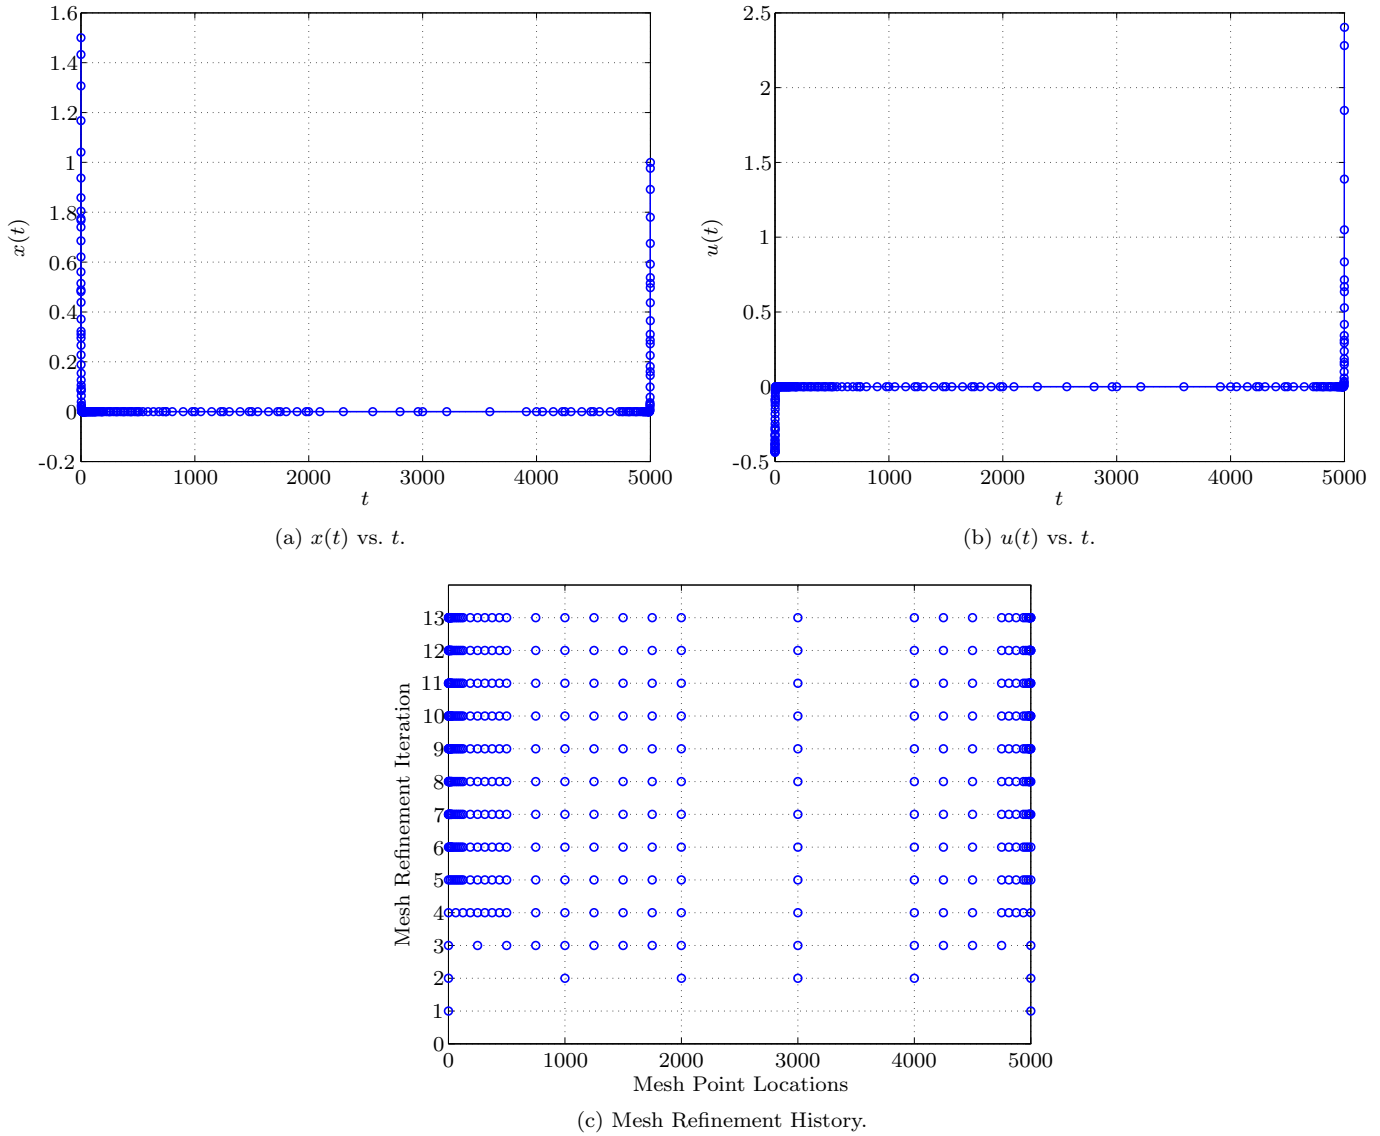 1.6
1.4
1.2
1
1.8
1.6
0.4
0.2
0
-0.2
x(t)
0 1000 2000 3000 4000 5000
t
(a) x(t) vs. t.
2.5
2
1.5
1
0.5
0
-0.5
u(t)
0 1000 2000 3000 4000 5000
t
(b) u(t) vs. t.
13
12
11
10
9
8
7
6
5
4
3
2
1
0
Mesh Refinement Iteration
0 1000 2000 3000 4000 5000
Mesh Point Locations
(c) Mesh Refinement History.